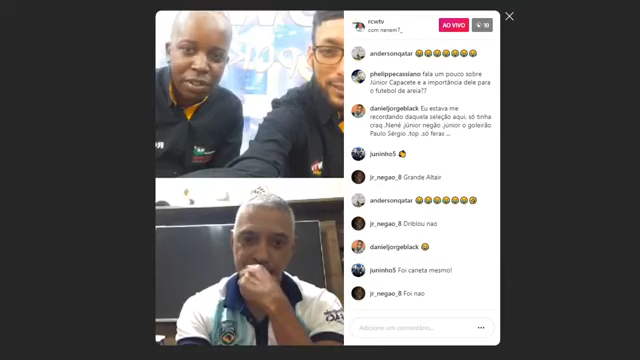 rcwtv
com nenem?_
AO VIVO
10
andersonqatar
phelippecassiano fala um pouco sobre
Júnior Capacete e a importância dele para
o futebol de areia??
danieljorgeblack Eu estava me
recordando daquela seleção aqui, só tinha
craq .Nenê ,júnior negão ,júnior o goleirão
Paulo Sérgio .top .só feras ...
juninho5
jr_negao_8 Grande Altair
andersonqatar
jr_negao_8 Driblou nao
danieljorgeblack
juninho5 Foi caneta mesmo!
jr_negao_8 Foi nao
Adicione um comentário...